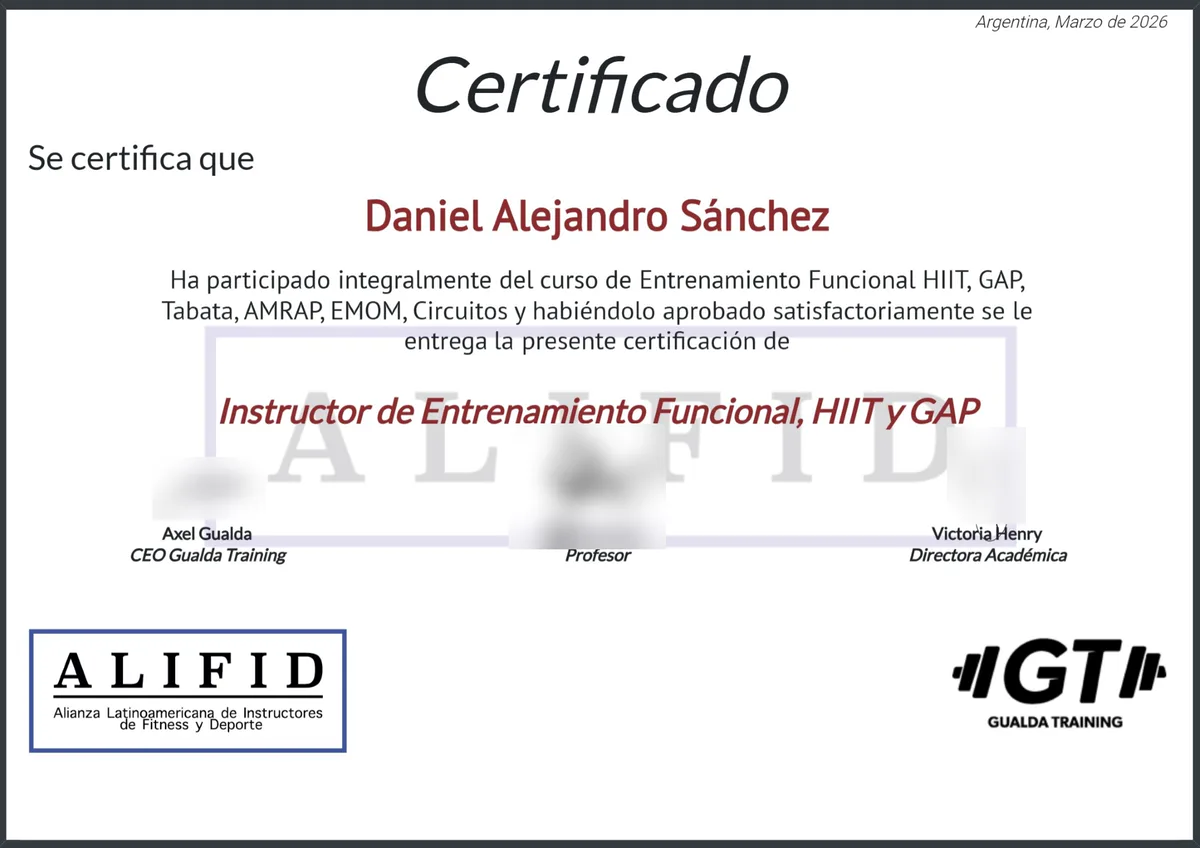 Argentina, Marzo de 2026
Certificado
Se certifica que
Daniel Alejandro Sánchez
Ha participado integralmente del curso de Entrenamiento Funcional HIIT, GAP,
Tabata, AMRAP, EMOM, Circuitos y habiéndolo aprobado satisfactoriamente se le
entrega la presente certificación de
Instructor de Entrenamiento Funcional, HIIT y GAP
ALIFID
Axel Gualda
CEO Gualda Training
Profesor
Victoria Henry
Directora Académica
ALIFID
Alianza Latinoamericana de Instructores
de Fitness y Deporte
GT
GUALDA TRAINING